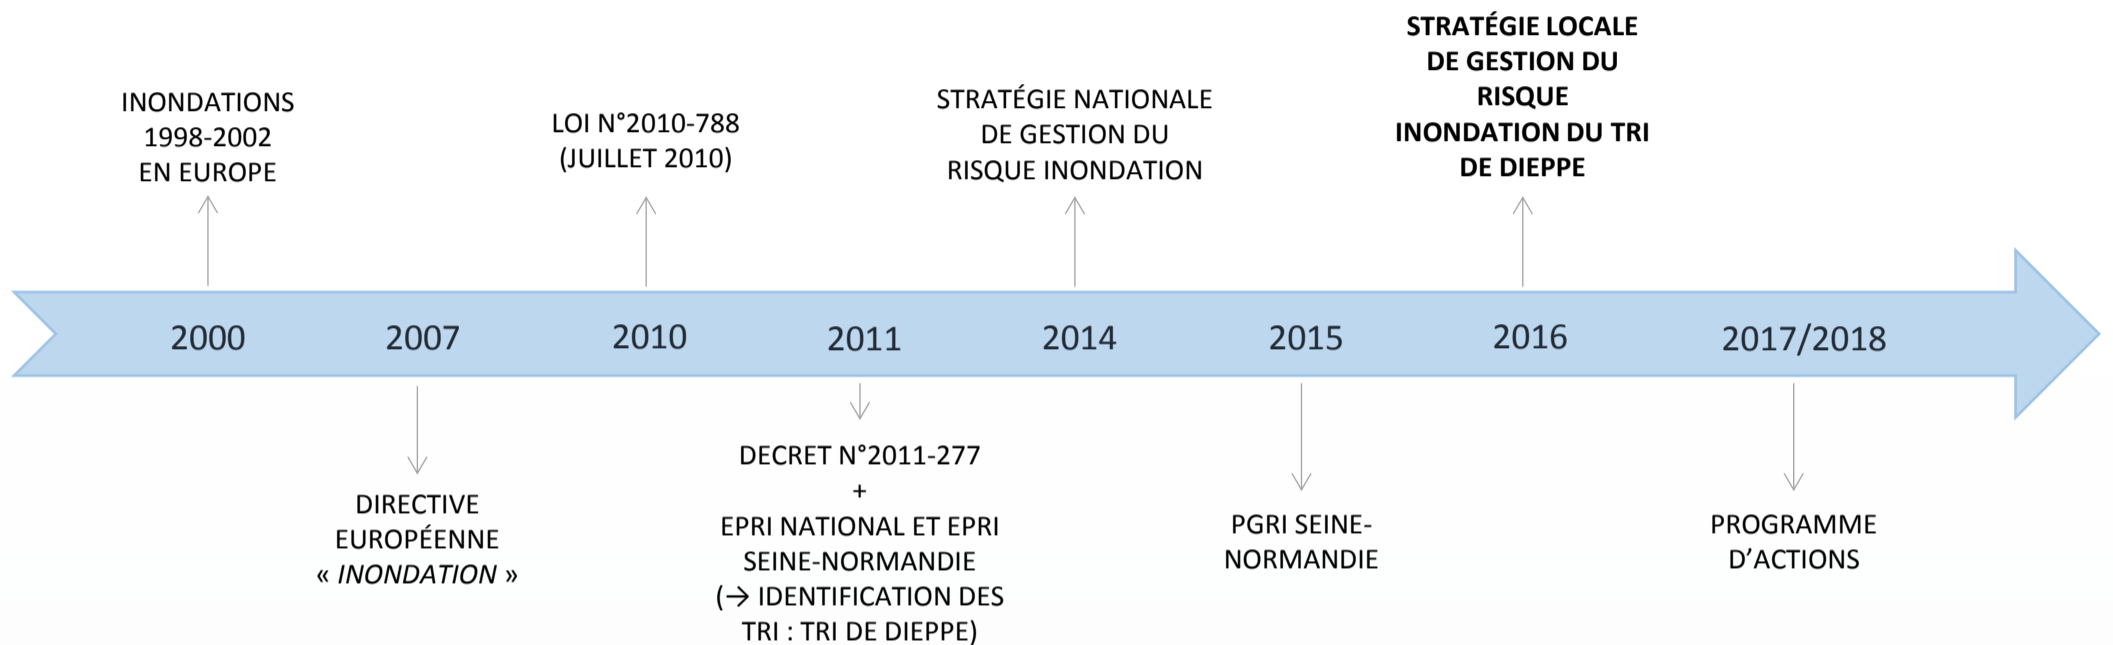 INONDATIONS
1998-2002
EN EUROPE
LOI N°2010-788
(JUILLET 2010)
STRATÉGIE NATIONALE
DE GESTION DU
RISQUE INONDATION
STRATÉGIE LOCALE
DE GESTION DU
RISQUE
INONDATION DU TRI
DE DIEPPE
2000
2007
2010
2011
2014
2015
2016
2017/2018
DIRECTIVE
EUROPÉENNE
« INONDATION »
DECRET N°2011-277
+
EPRI NATIONAL ET EPRI
SEINE-NORMANDIE
(→ IDENTIFICATION DES
TRI : TRI DE DIEPPE)
PGRI SEINE-
NORMANDIE
PROGRAMME
D’ACTIONS